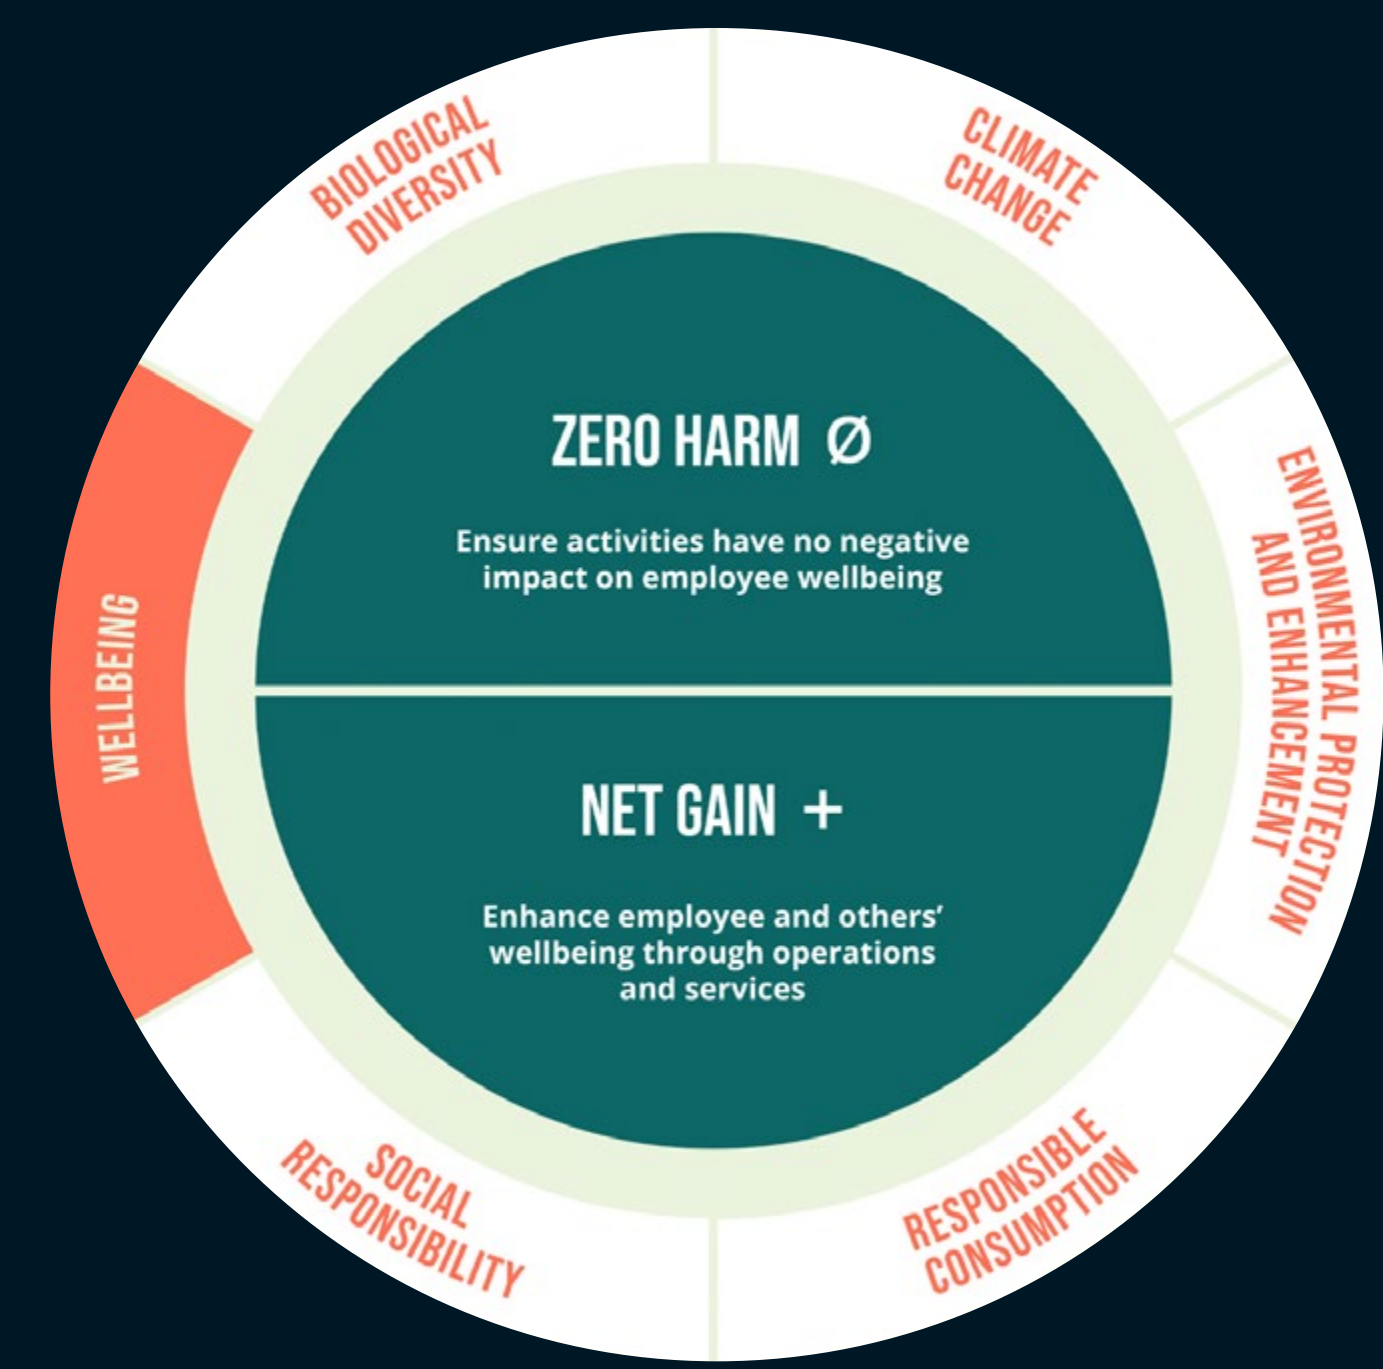 BIOLOGICAL
DIVERSITY
CLIMATE
CHANGE
ENVIRONMENTAL PROTECTION
AND ENHANCEMENT
RESPONSIBLE
CONSUMPTION
SOCIAL
RESPONSIBILITY
WELLBEING
ZERO HARM Ø
Ensure activities have no negative
impact on employee wellbeing
NET GAIN +
Enhance employee and others’
wellbeing through operations
and services